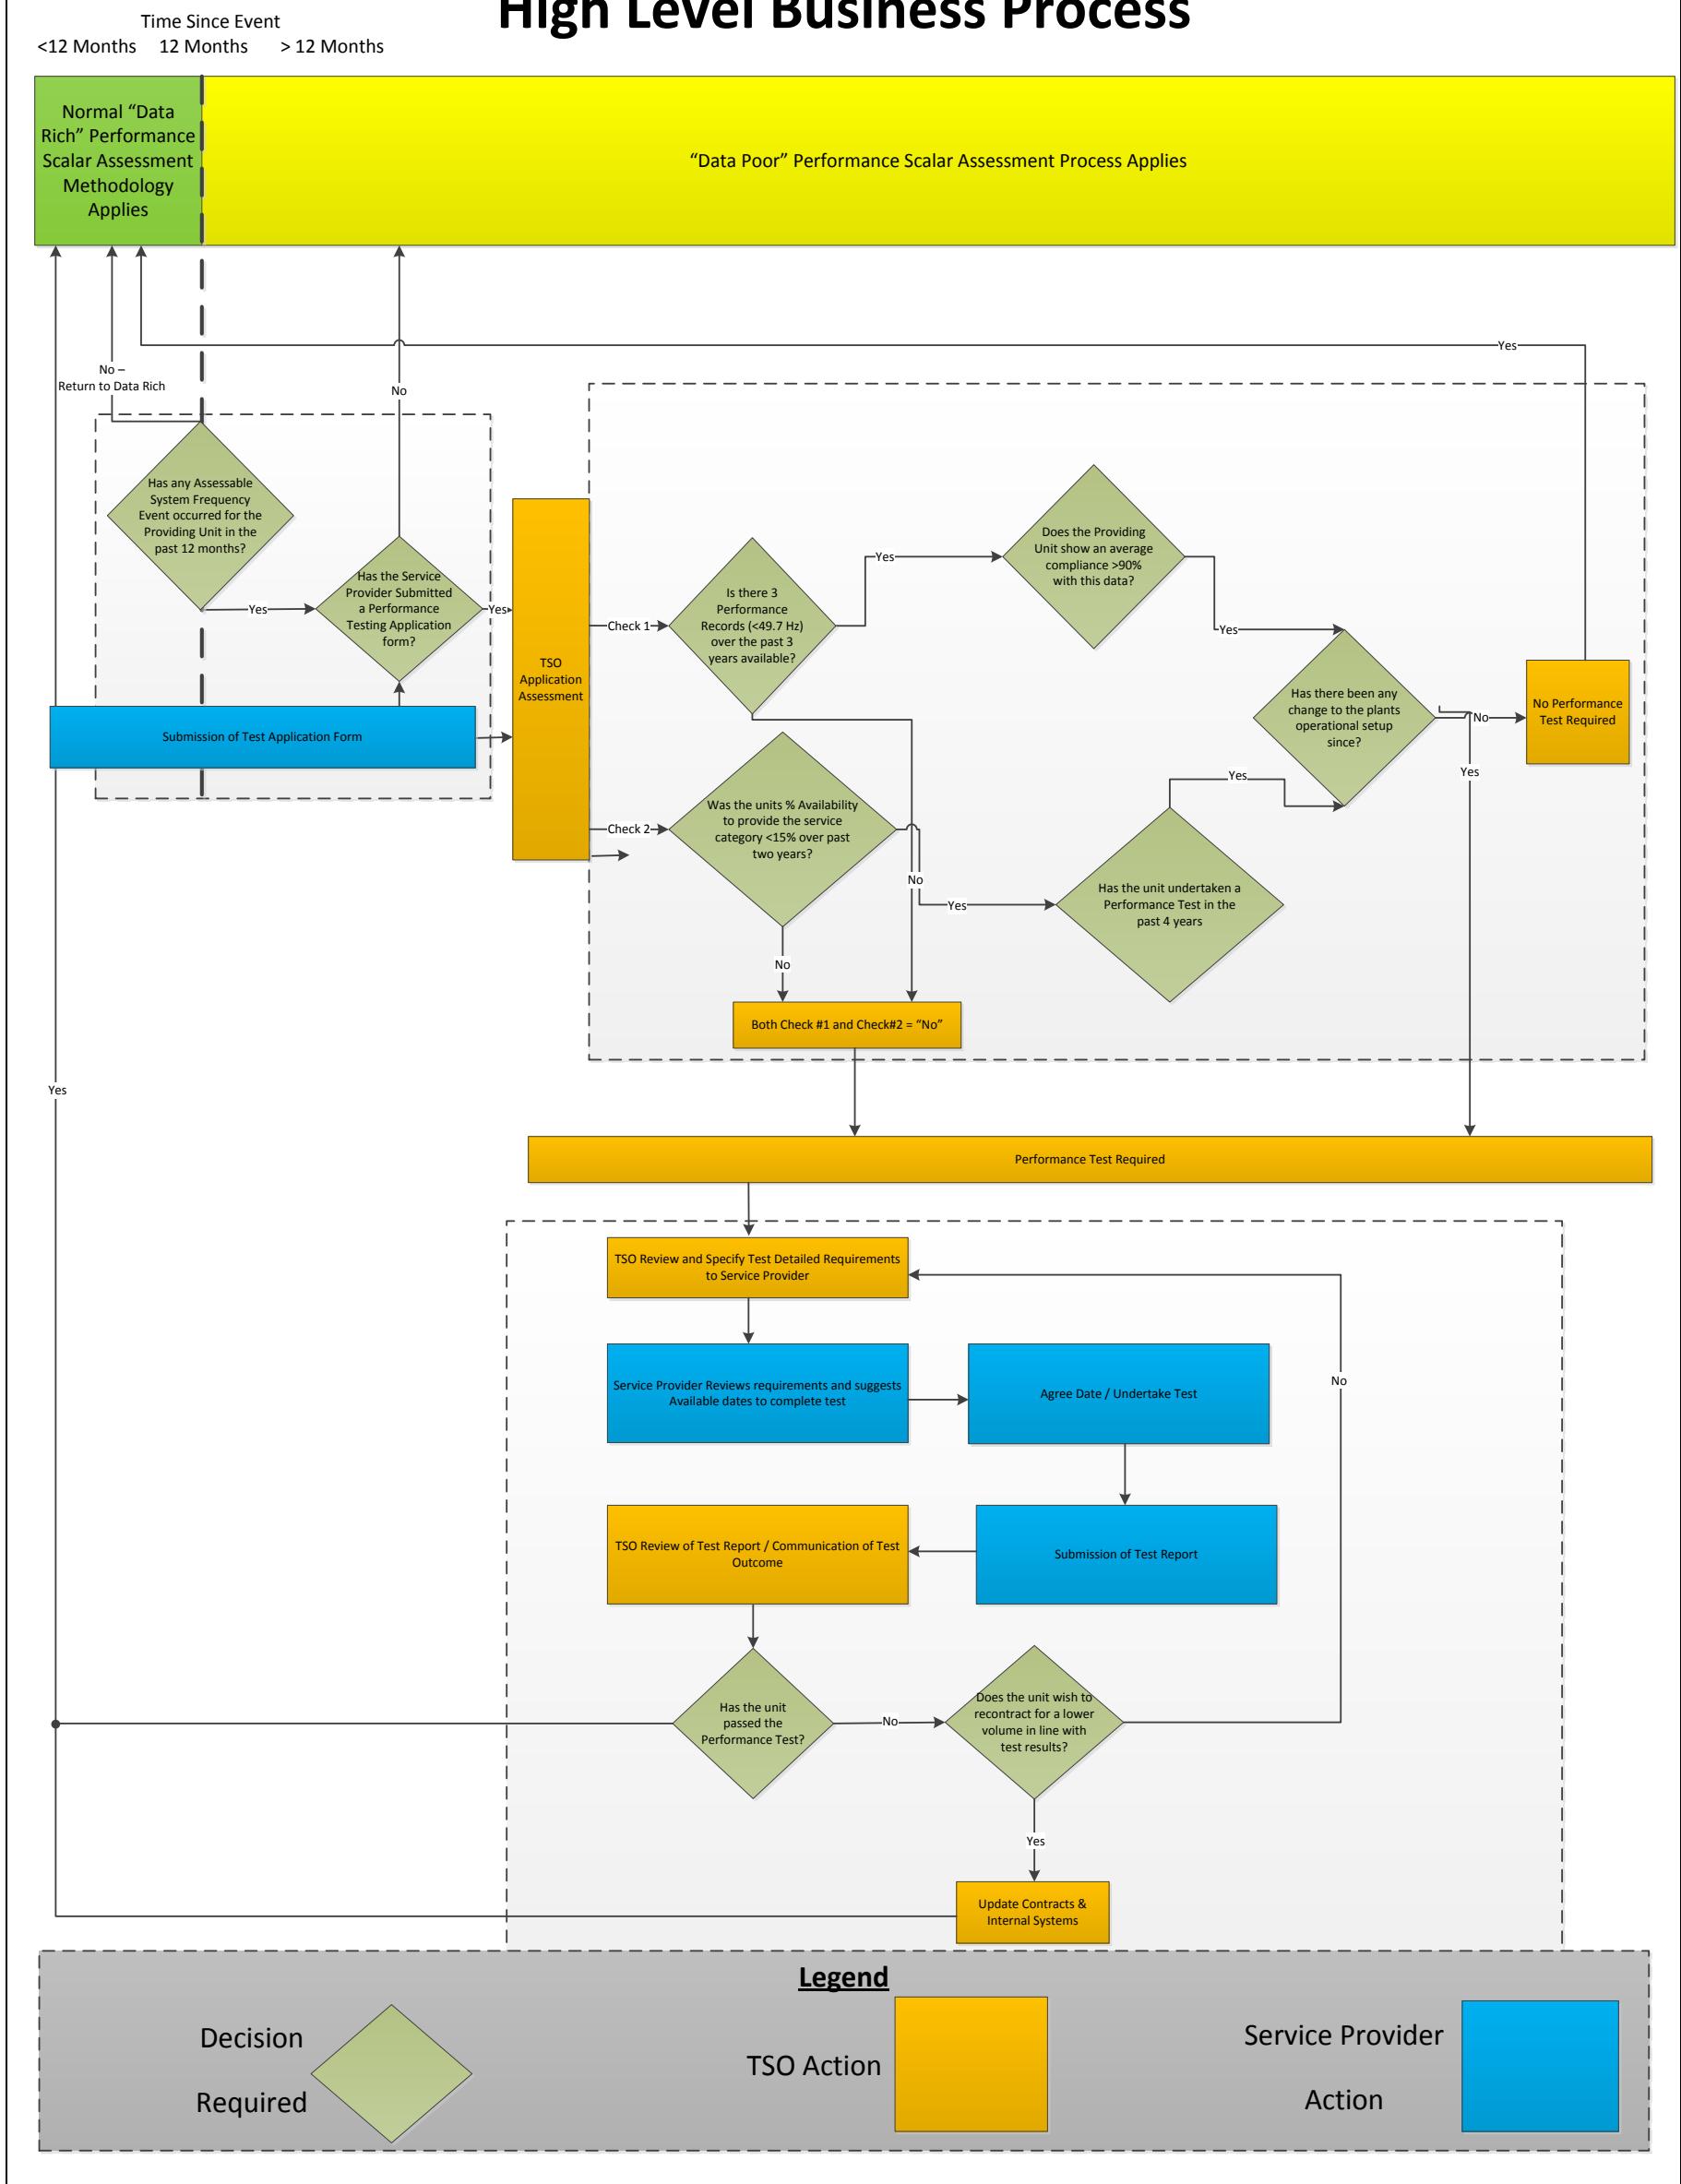 High Level Business Process
Time Since Event
<12 Months 12 Months > 12 Months
Normal “Data
Rich” Performance
Scalar Assessment
Methodology
Applies
“Data Poor” Performance Scalar Assessment Process Applies
Yes
No –
Return to Data Rich
No
Has any Assessable
System Frequency
Event occurred for the
Providing Unit in the
past 12 months?
Yes
Has the Service
Provider Submitted
a Performance
Testing Application
form?
Yes
Submission of Test Application Form
TSO
Application
Assessment
Check 1
Is there 3
Performance
Records (<49.7 Hz)
over the past 3
years available?
Yes
Does the Providing
Unit show an average
compliance >90%
with this data?
Yes
Has there been any
change to the plants
operational setup
since?
No
No Performance
Test Required
Yes
Check 2
Was the units % Availability
to provide the service
category <15% over past
two years?
No
Yes
Has the unit undertaken a
Performance Test in the
past 4 years
Yes
No
Both Check #1 and Check#2 = “No”
Yes
Performance Test Required
TSO Review and Specify Test Detailed Requirements
to Service Provider
Service Provider Reviews requirements and suggests
Available dates to complete test
Agree Date / Undertake Test
No
TSO Review of Test Report / Communication of Test
Outcome
Submission of Test Report
Has the unit
passed the
Performance Test?
No
Does the unit wish to
recontract for a lower
volume in line with
test results?
Yes
Update Contracts &
Internal Systems
Legend
Decision
Required
TSO Action
Service Provider
Action